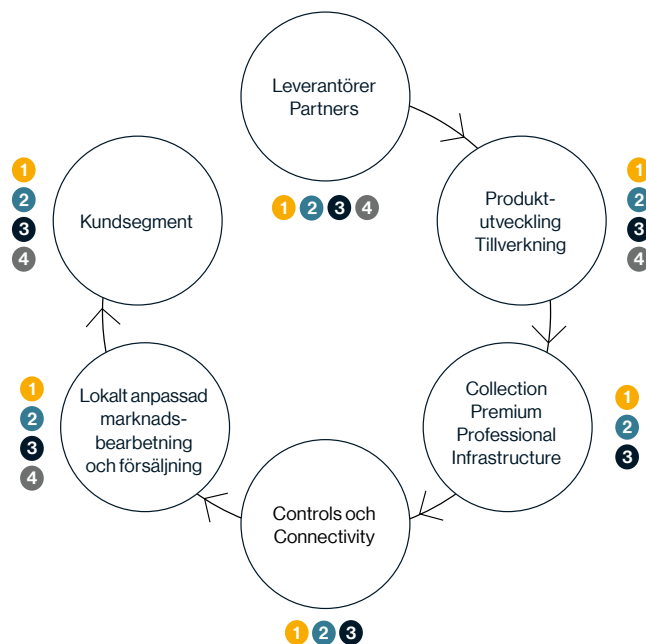 Leverantörer
Partners
1 2 3 4
Produkt-
utveckling
Tillverkning
1
2
3
4
Collection
Premium
Professional
Infrastructure
1
2
3
Controls och
Connectivity
1 2 3
Lokalt anpassad
marknads-
bearbetning
och försäljning
1
2
3
4
Kundsegment
1
2
3
4